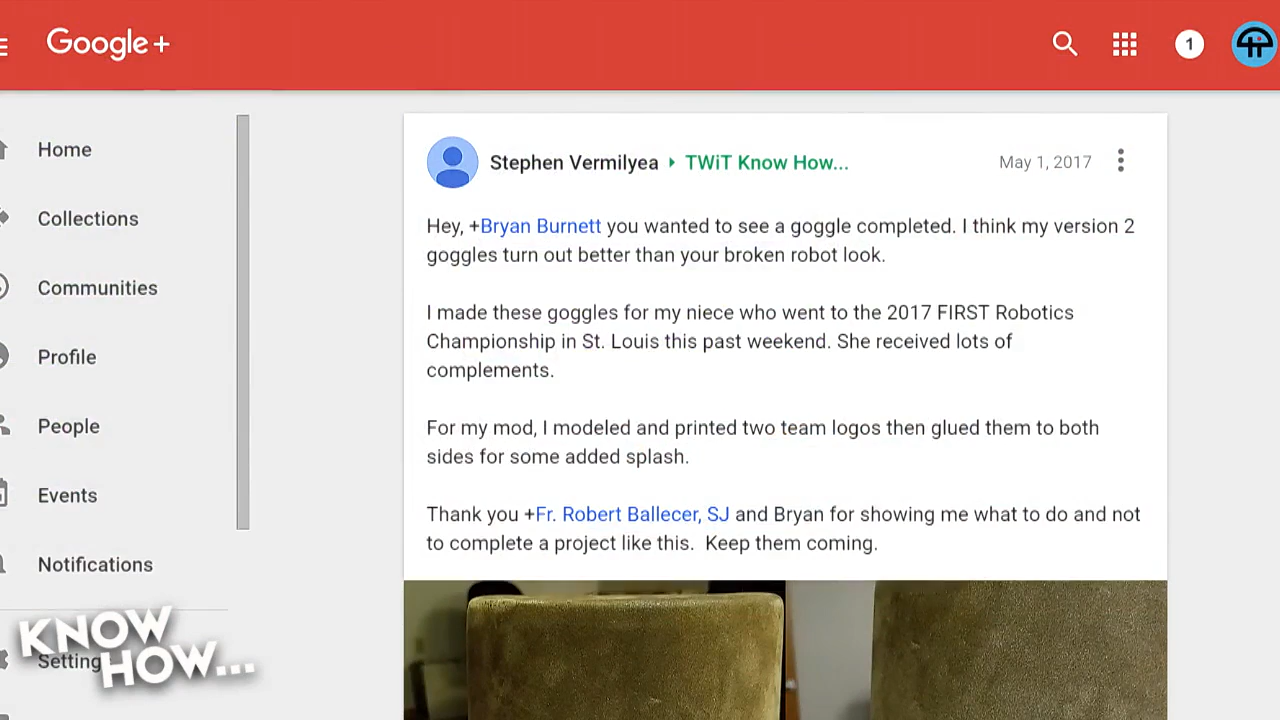 Google+
1
Home
Collections
Communities
Profile
People
Events
Notifications
Setting
KNOW
HOW...
Stephen Vermilyea TWiT Know How... May 1, 2017
Hey, +Bryan Burnett you wanted to see a goggle completed. I think my version 2
goggles turn out better than your broken robot look.
I made these goggles for my niece who went to the 2017 FIRST Robotics
Championship in St. Louis this past weekend. She received lots of
complements.
For my mod, I modeled and printed two team logos then glued them to both
sides for some added splash.
Thank you +Fr. Robert Ballecer, SJ and Bryan for showing me what to do and not
to complete a project like this. Keep them coming.